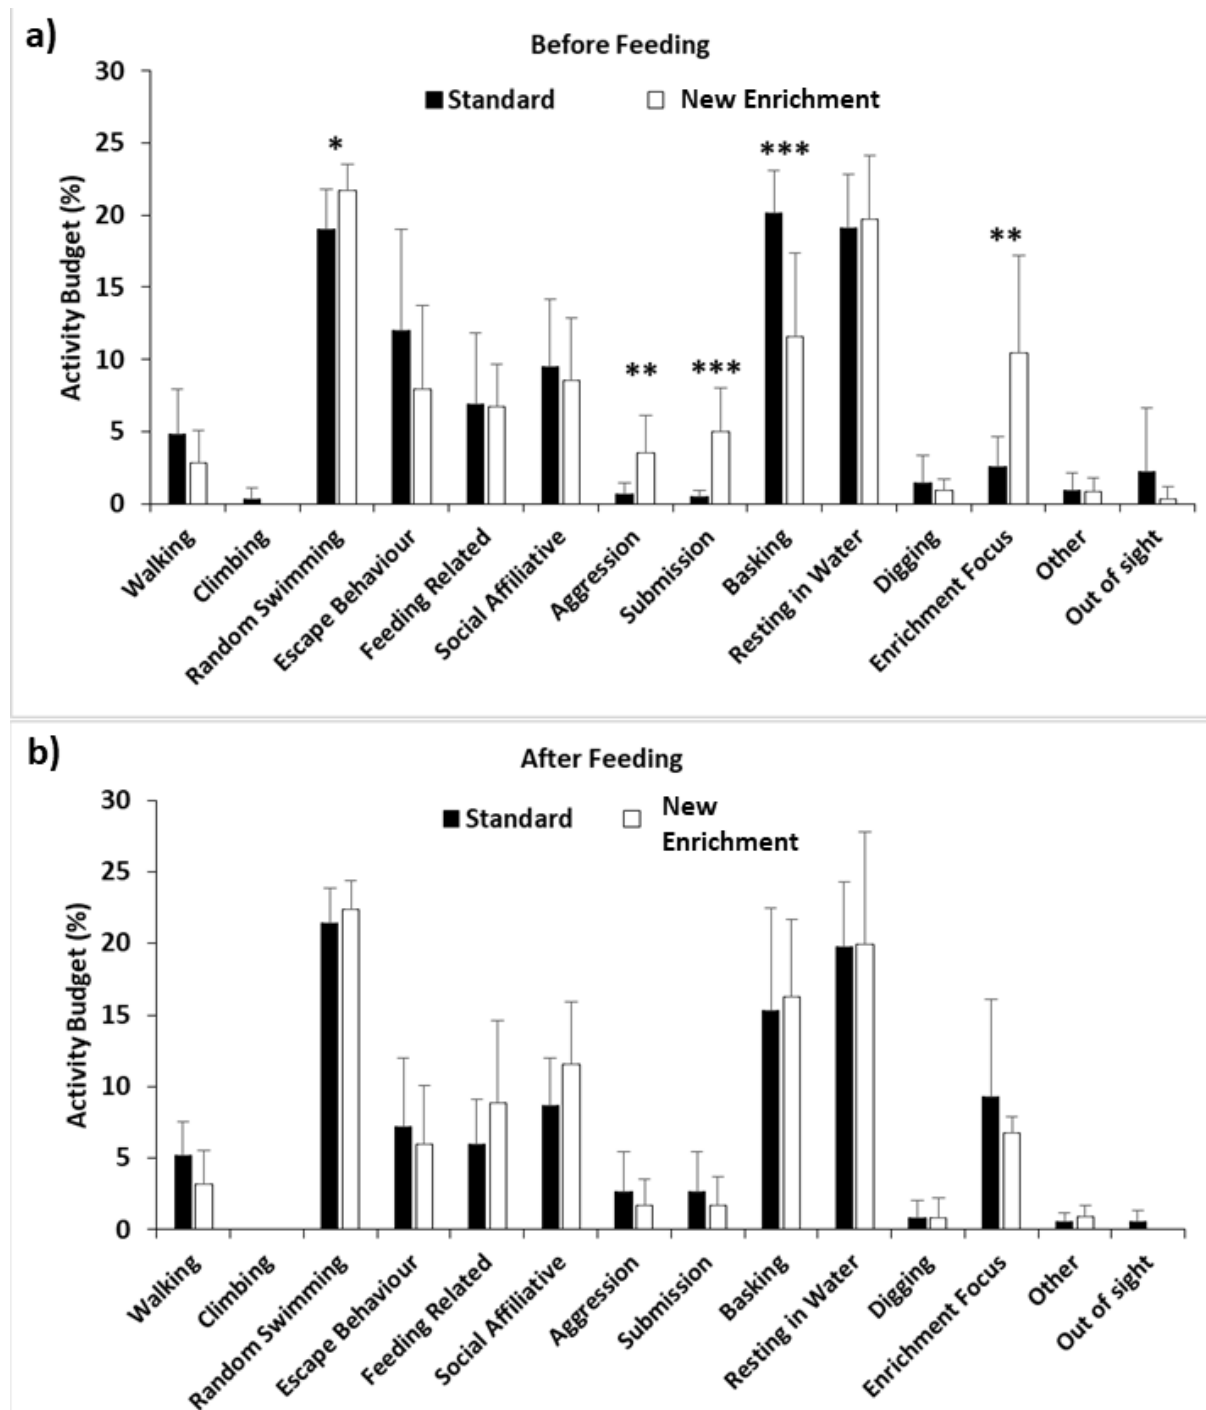 a)
Before Feeding
Standard
New Enrichment
Activity Budget (%)
30
25
20
15
10
5
0
*
**
***
***
**
Walking
Climbing
Random Swimming
Escape Behaviour
Feeding Related
Social Affiliative
Aggression
Submission
Basking
Resting in Water
Digging
Enrichment Focus
Other
Out of sight
b)
After Feeding
Standard
New
Enrichment
Activity Budget (%)
30
25
20
15
10
5
0
Walking
Climbing
Random Swimming
Escape Behaviour
Feeding Related
Social Affiliative
Aggression
Submission
Basking
Resting in Water
Digging
Enrichment Focus
Other
Out of sight